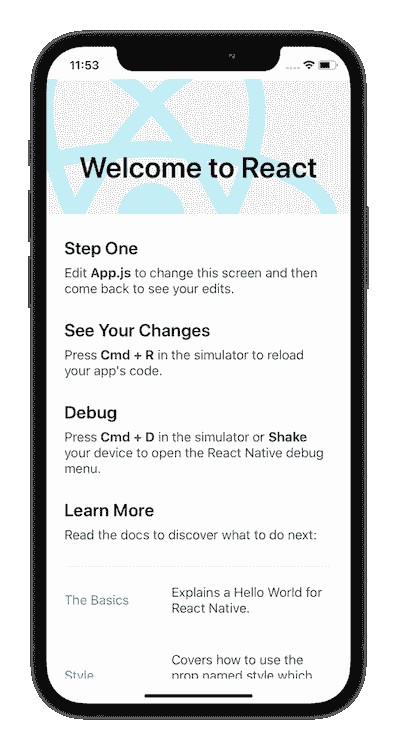 11:53
Welcome to React
Step One
Edit App.js to change this screen and then
come back to see your edits.
See Your Changes
Press Cmd + R in the simulator to reload
your app's code.
Debug
Press Cmd + D in the simulator or Shake
your device to open the React Native debug
menu.
Learn More
Read the docs to discover what to do next:
The Basics
Explains a Hello World for
React Native.
Style
Covers how to use the
prop named style which